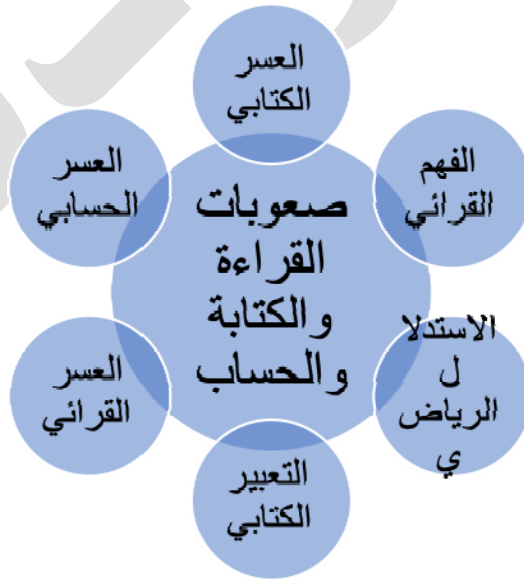 العسر
الكتابي
الفهم
القرائي
الاستدلا
ل
الرياض
ي
التعبير
الكتابي
العسر
القرائي
العسر
الحسابي
صعوبات
القراءة
والكتابة
والحساب